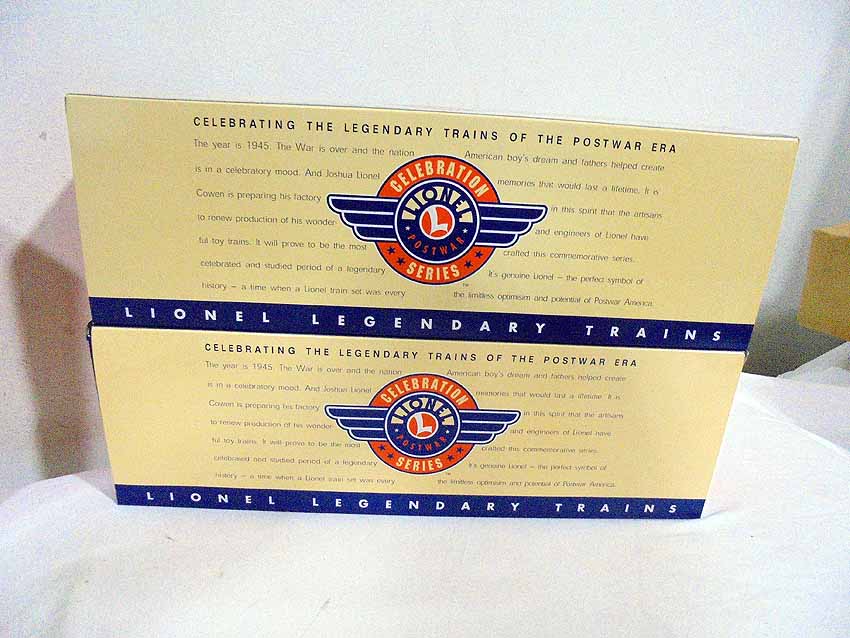 CELEBRATING THE LEGENDARY TRAINS OF THE POSTWAR ERA
The year is 1945. The War is over and the nation
is in a celebratory mood. And Joshua Lionel
Cowen is preparing his factory
to renew production of his wonder
ful toy trains. It will prove to be the most
celebrated and studied period of a legendary
history – a time when a Lionel train set was every
CELEBRATION
LIONEL
L
POSTWAR
SERIES
TM
American boy's dream and fathers helped create
memories that would last a lifetime. It is
in this spirit that the artisans
and engineers of Lionel have
crafted this commemorative series.
It's genuine Lionel – the perfect symbol of
the limitless optimisim and potential of Postwar America.
LIONEL LEGENDARY TRAINS
CELEBRATING THE LEGENDARY TRAINS OF THE POSTWAR ERA
The year is 1945. The War is over and the nation
is in a celebratory mood. And Joshua Lionel
Cowen is preparing his factory
to renew production of his wonder
ful toy trains. It will prove to be the most
celebrated and studied period of a legendary
history – a time when a Lionel train set was every
CELEBRATION
LIONEL
L
POSTWAR
SERIES
TM
American boy's dream and fathers helped create
memories that would last a lifetime. It is
in this spirit that the artisans
and engineers of Lionel have
crafted this commemorative series.
It's genuine Lionel – the perfect symbol of
the limitless optimisim and potential of Postwar America.
LIONEL LEGENDARY TRAINS